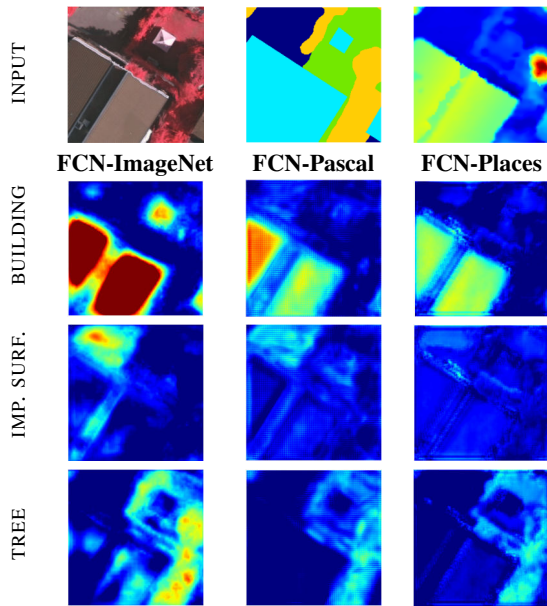 INPUT
FCN-ImageNet FCN-Pascal FCN-Places
BUILDING
IMP. SURF.
TREE